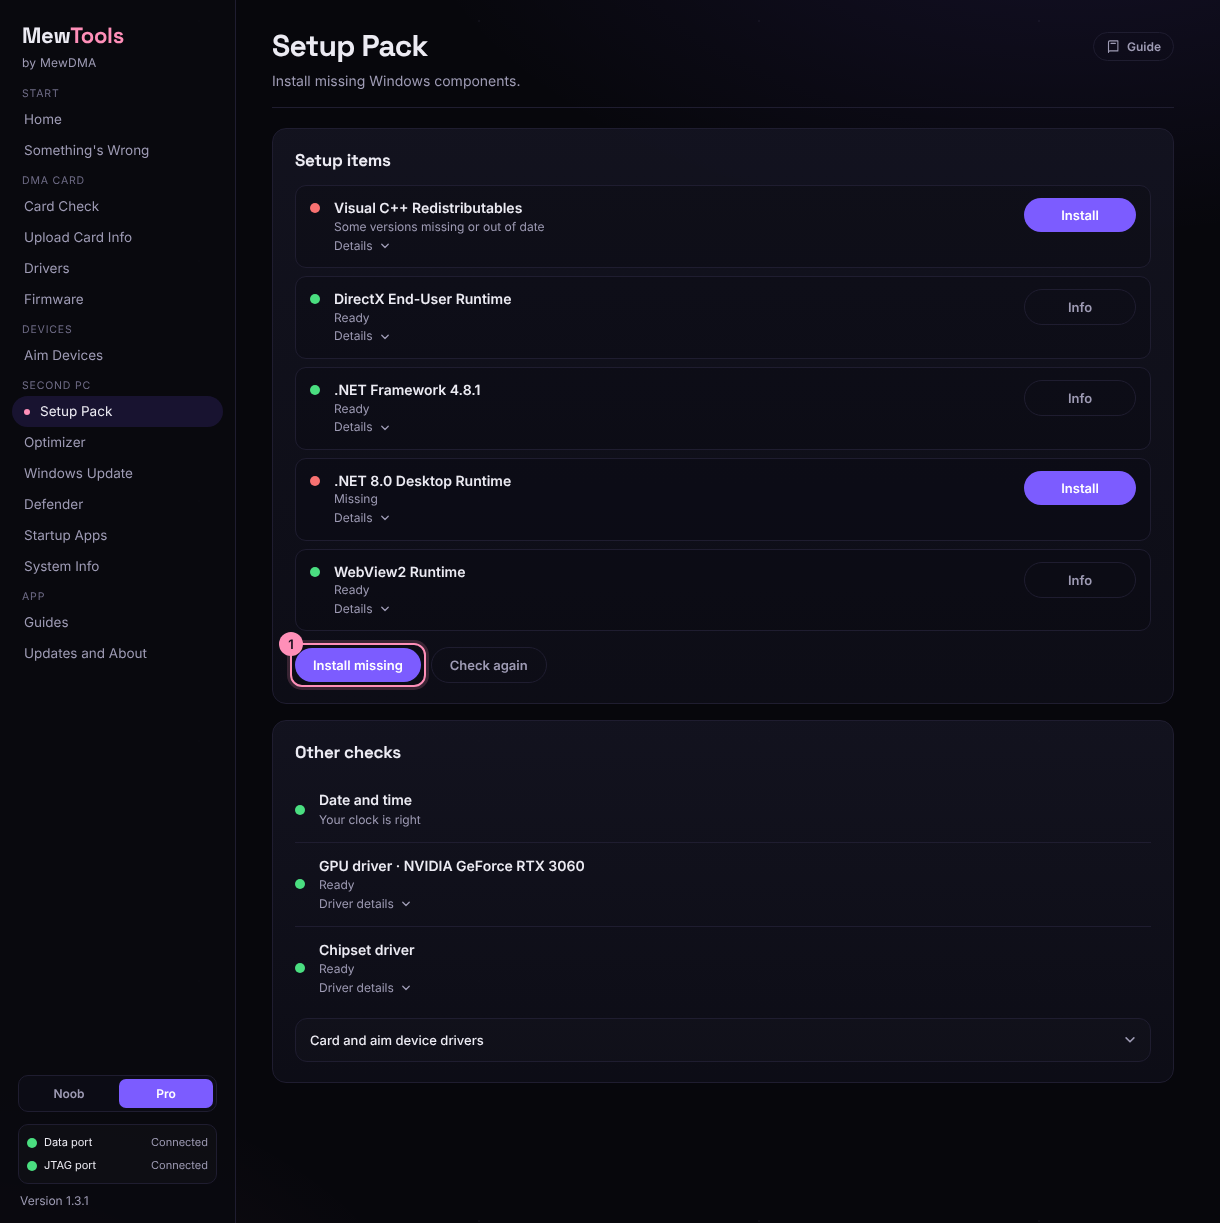 MewTools
by MewDMA
START
Home
Something's Wrong
DMA CARD
Card Check
Upload Card Info
Drivers
Firmware
DEVICES
Aim Devices
SECOND PC
Setup Pack
Optimizer
Windows Update
Defender
Startup Apps
System Info
APP
Guides
Updates and About
Noob
Pro
Data port
Connected
JTAG port
Connected
Version 1.3.1
Setup Pack
Guide
Install missing Windows components.
Setup items
Visual C++ Redistributables
Some versions missing or out of date
Details
Install
DirectX End-User Runtime
Ready
Details
Info
.NET Framework 4.8.1
Ready
Details
Info
.NET 8.0 Desktop Runtime
Missing
Details
Install
WebView2 Runtime
Ready
Details
Info
1
Install missing
Check again
Other checks
Date and time
Your clock is right
GPU driver · NVIDIA GeForce RTX 3060
Ready
Driver details
Chipset driver
Ready
Driver details
Card and aim device drivers